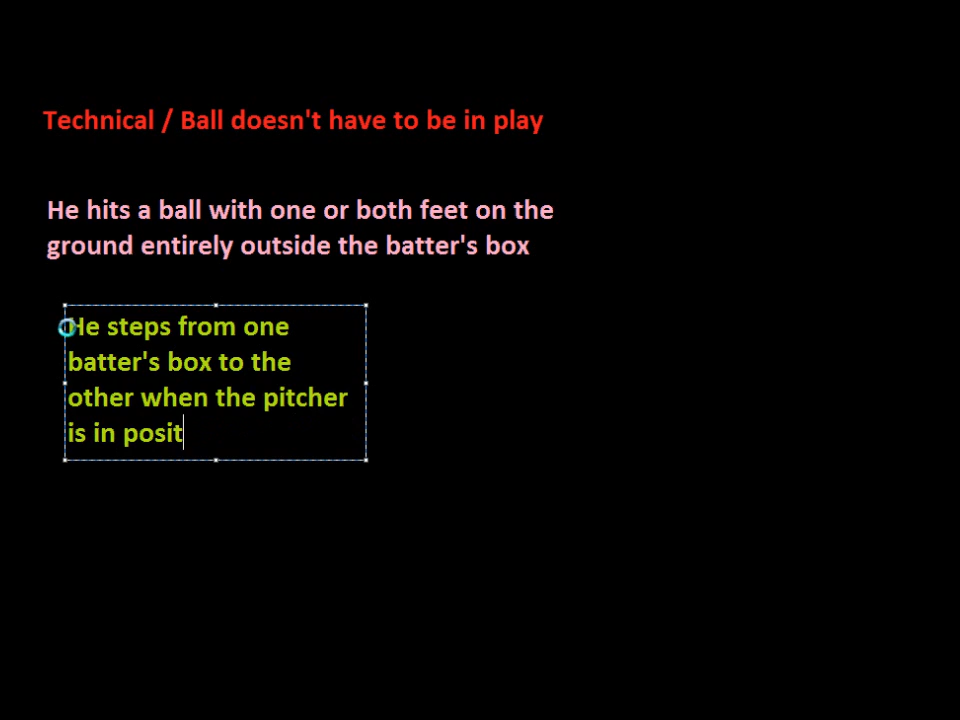 Technical / Ball doesn't have to be in play
He hits a ball with one or both feet on the
ground entirely outside the batter's box
He steps from one
batter's box to the
other when the pitcher
is in posit